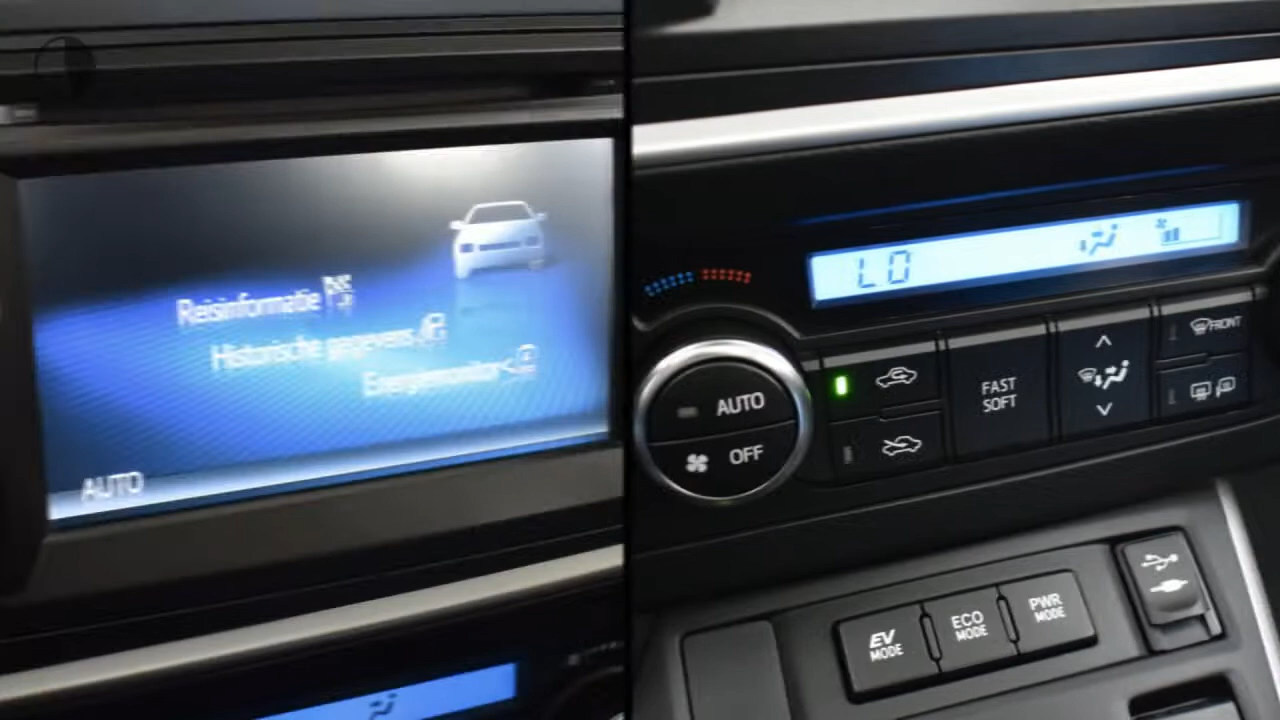 Reisinformatie
Historische gegevens
Energiemonitor
AUTO
LO
AUTO
OFF
FAST
SOFT
FRONT
EV
MODE
ECO
MODE
PWR
MODE